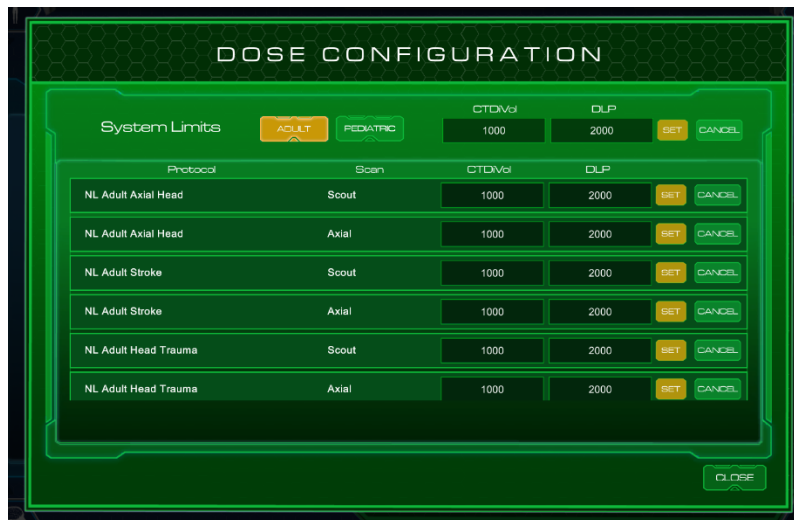 DOSE CONFIGURATION
CTDiVol DLP
System Limits ADULT PEDIATRIC 1000 2000 SET CANCEL
Protocol Scan CTDiVol DLP
NL Adult Axial Head Scout 1000 2000 SET CANCEL
NL Adult Axial Head Axial 1000 2000 SET CANCEL
NL Adult Stroke Scout 1000 2000 SET CANCEL
NL Adult Stroke Axial 1000 2000 SET CANCEL
NL Adult Head Trauma Scout 1000 2000 SET CANCEL
NL Adult Head Trauma Axial 1000 2000 SET CANCEL
CLOSE